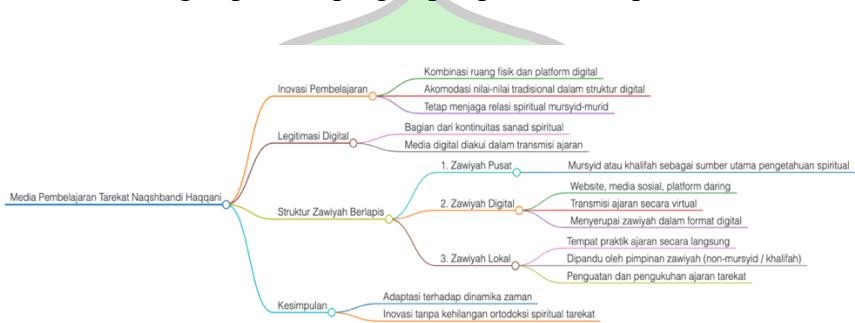 Media Pembelajaran Tarekat Naqshbandi Haqqani
Inovasi Pembelajaran
Kombinasi ruang fisik dan platform digital
Akomodasi nilai-nilai tradisional dalam struktur digital
Tetap menjaga relasi spiritual mursyid-murid
Legitimasi Digital
Bagian dari kontinuitas sanad spiritual
Media digital diakui dalam transmisi ajaran
Struktur Zawiyah Berlapis
1. Zawiyah Pusat
Mursyid atau khalifah sebagai sumber utama pengetahuan spiritual
2. Zawiyah Digital
Website, media sosial, platform daring
Transmisi ajaran secara virtual
Menyerupai zawiyah dalam format digital
3. Zawiyah Lokal
Tempat praktik ajaran secara langsung
Dipandu oleh pimpinan zawiyah (non-mursyid / khalifah)
Penguatan dan pengukuhan ajaran tarekat
Kesimpulan
Adaptasi terhadap dinamika zaman
Inovasi tanpa kehilangan ortodoksi spiritual tarekat